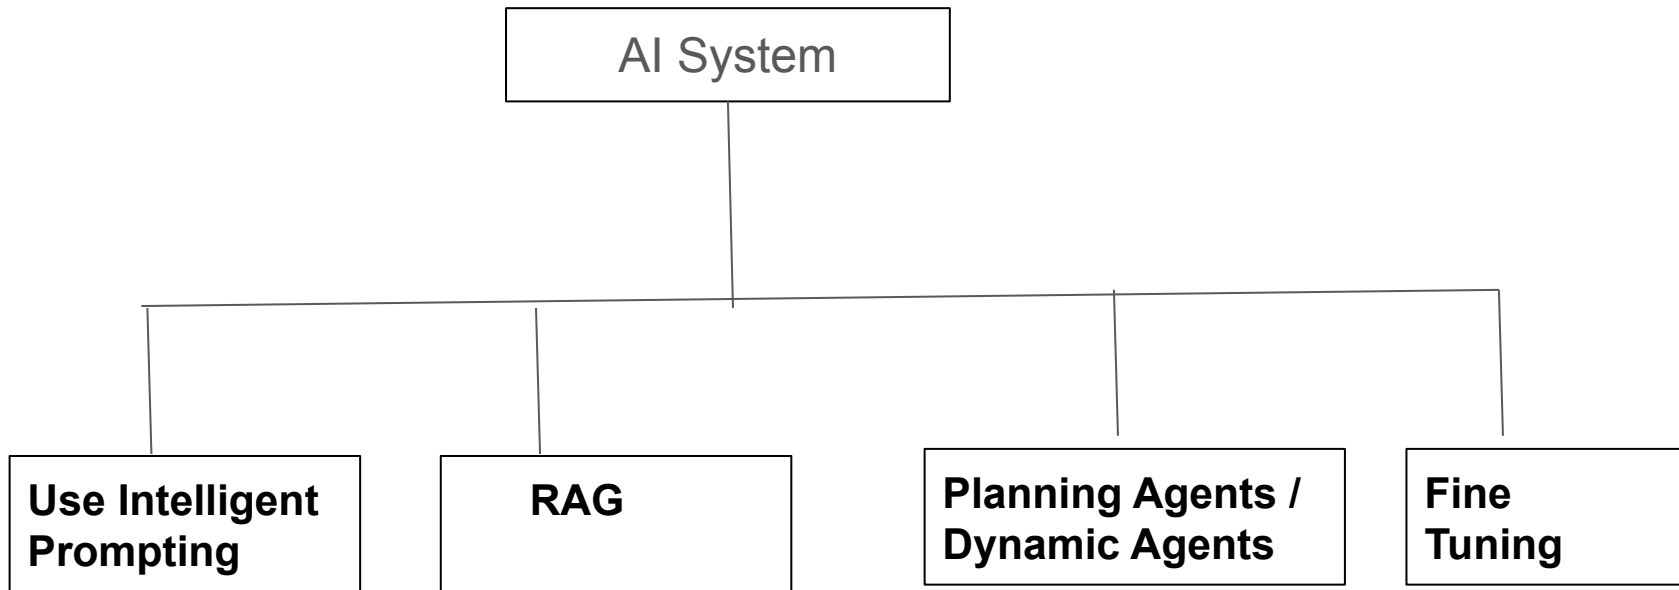 AI System
Use Intelligent
Prompting
RAG
Planning Agents /
Dynamic Agents
Fine
Tuning